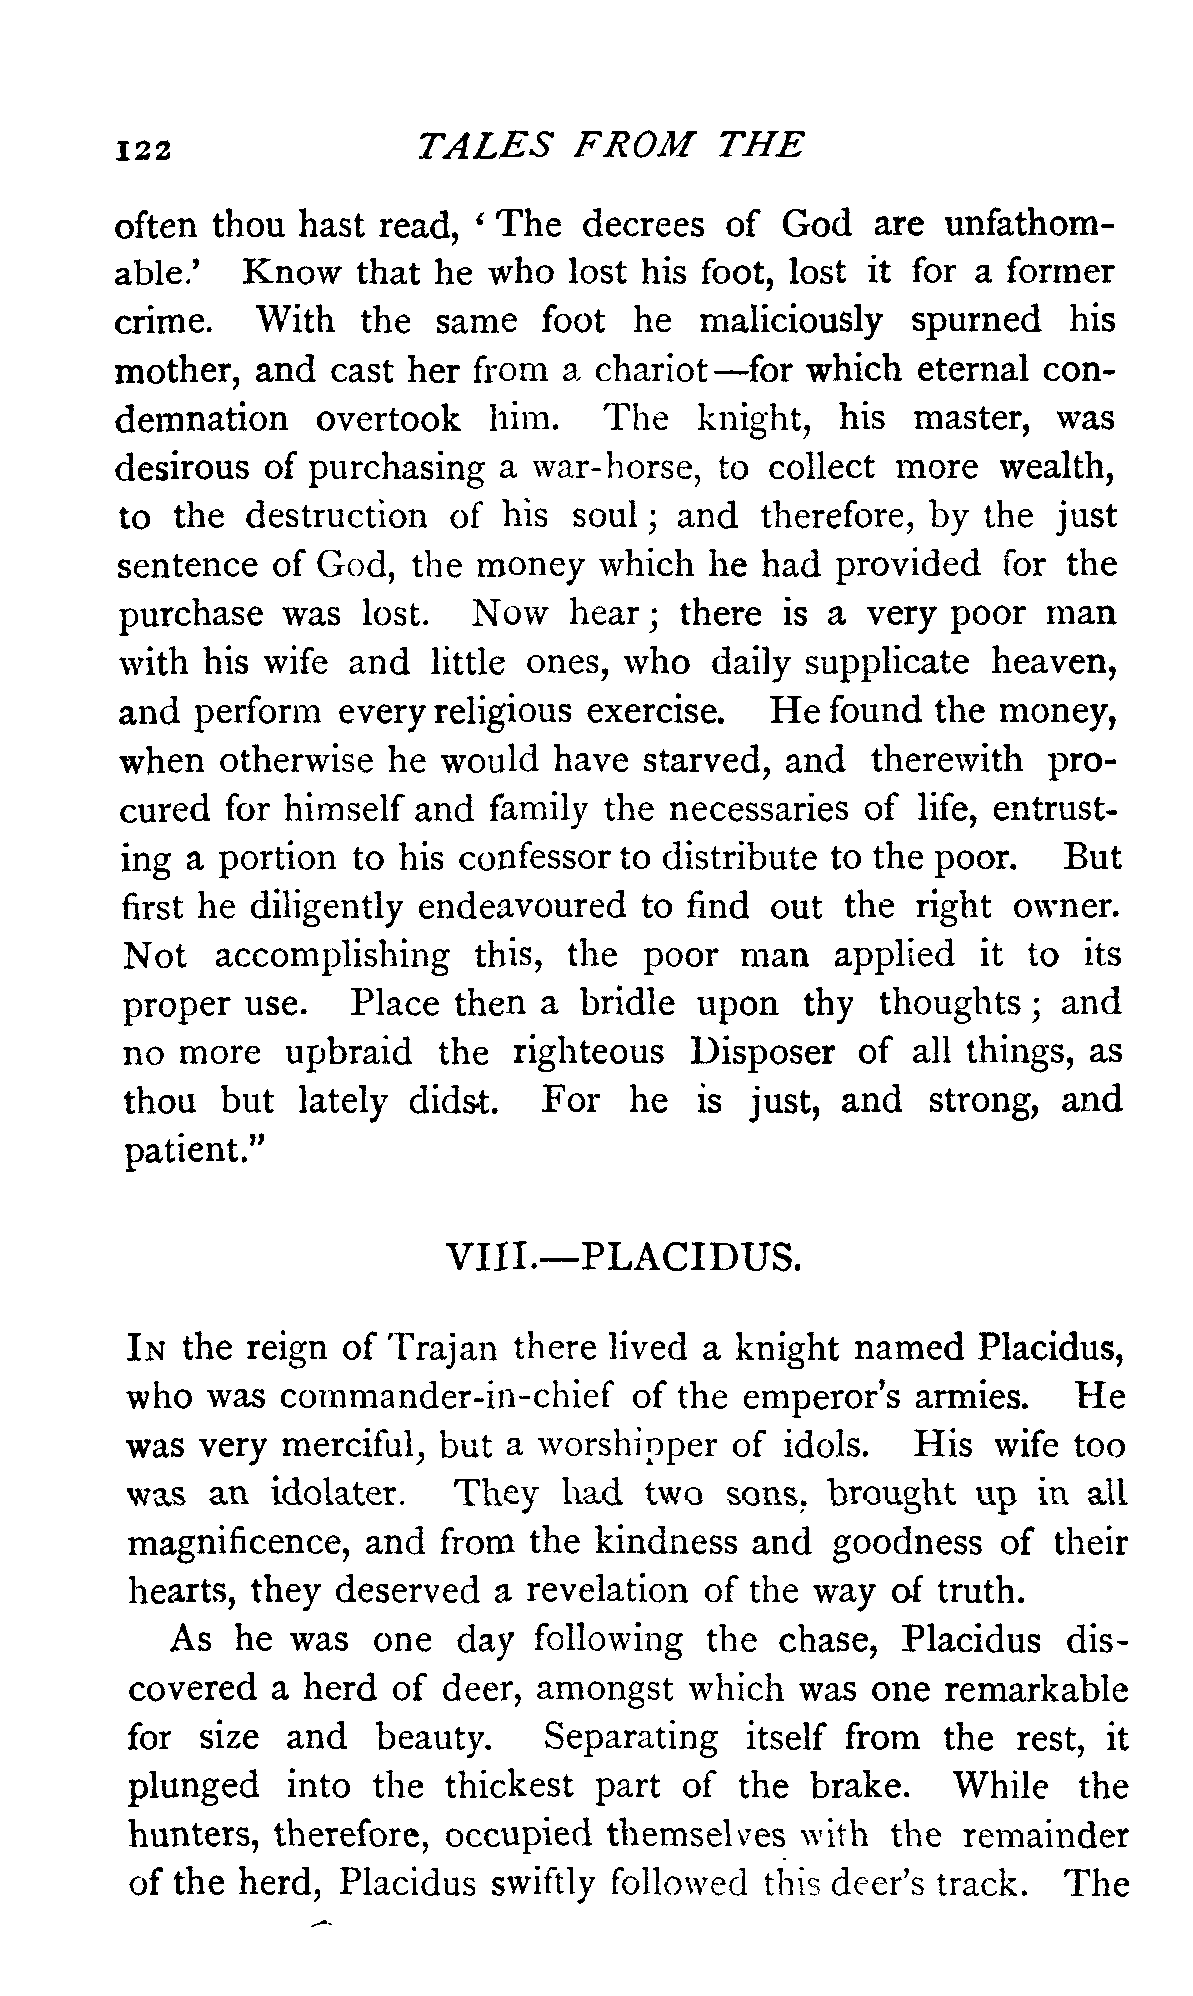 122 TALES FROM THE
often thou hast read, ‘ The decrees of God are unfathom-
able.’ Know that he who lost his foot, lost it for a former
crime. With the same foot he maliciously spurned his
mother, and cast her from a chariot—for which eternal con-
demnation overtook him. The knight, his master, was
desirous of purchasing a war-horse, to collect more wealth,
to the destruction of his soul ; and therefore, by the just
sentence of God, the money which he had provided for the
purchase was lost. Now hear ; there is a very poor man
with his wife and little ones, who daily supplicate heaven,
and perform every religious exercise. He found the money,
when otherwise he would have starved, and therewith pro-
cured for himself and family the necessaries of life, entrust-
ing a portion to his confessor to distribute to the poor. But
first he diligently endeavoured to find out the right owner.
Not accomplishing this, the poor man applied it to its
proper use. Place then a bridle upon thy thoughts ; and
no more upbraid the righteous Disposer of all things, as
thou but lately didst. For he is just, and strong, and
patient."
VIII.—PLACIDUS.
IN the reign of Trajan there lived a knight named Placidus,
who was commander-in-chief of the emperor's armies. He
was very merciful, but a worshipper of idols. His wife too
was an idolater. They had two sons, brought up in all
magnificence, and from the kindness and goodness of their
hearts, they deserved a revelation of the way of truth.
As he was one day following the chase, Placidus dis-
covered a herd of deer, amongst which was one remarkable
for size and beauty. Separating itself from the rest, it
plunged into the thickest part of the brake. While the
hunters, therefore, occupied themselves with the remainder
of the herd, Placidus swiftly followed this deer's track. The